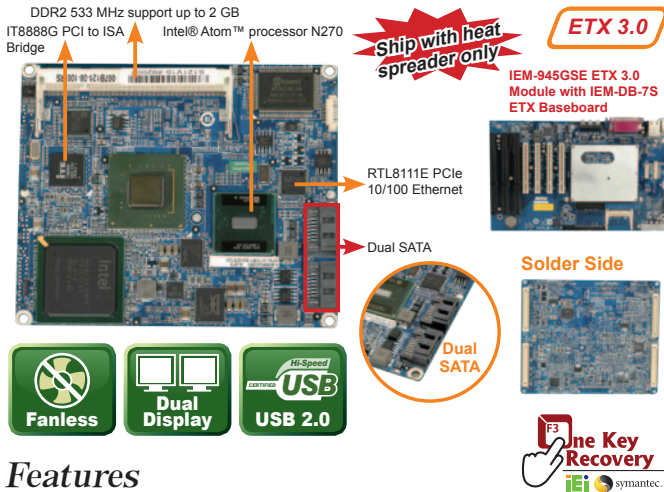 DDR2 533 MHz support up to 2 GB
IT8888G PCI to ISA
Bridge
Intel® Atom™ processor N270
Ship with heat
spreader only
ETX 3.0
IEM-945GSE ETX 3.0
Module with IEM-DB-7S
ETX Baseboard
RTL8111E PCIe
10/100 Ethernet
Dual SATA
Solder Side
Dual
SATA
intel
Fanless
Dual
Display
Hi-Speed
CERTIFIED USB
USB 2.0
F3
One Key
Recovery
iEi symantec.
Features